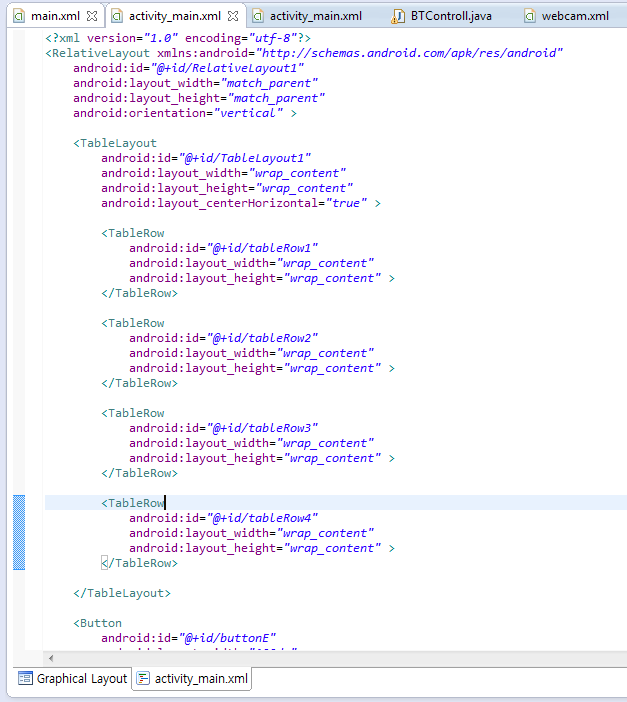 main.xml activity_main.xml activity_main.xml BTControll.java webcam.xml
<?xml version="1.0" encoding="utf-8"?>
<RelativeLayout xmlns:android="http://schemas.android.com/apk/res/android"
    android:id="@+id/RelativeLayout1"
    android:layout_width="match_parent"
    android:layout_height="match_parent"
    android:orientation="vertical" >
    <TableLayout
        android:id="@+id/TableLayout1"
        android:layout_width="wrap_content"
        android:layout_height="wrap_content"
        android:layout_centerHorizontal="true" >
        <TableRow
            android:id="@+id/tableRow1"
            android:layout_width="wrap_content"
            android:layout_height="wrap_content" >
        </TableRow>
        <TableRow
            android:id="@+id/tableRow2"
            android:layout_width="wrap_content"
            android:layout_height="wrap_content" >
        </TableRow>
        <TableRow
            android:id="@+id/tableRow3"
            android:layout_width="wrap_content"
            android:layout_height="wrap_content" >
        </TableRow>
        <TableRow
            android:id="@+id/tableRow4"
            android:layout_width="wrap_content"
            android:layout_height="wrap_content" >
        </TableRow>
    </TableLayout>
    <Button
        android:id="@+id/buttonE"
Graphical Layout activity_main.xml